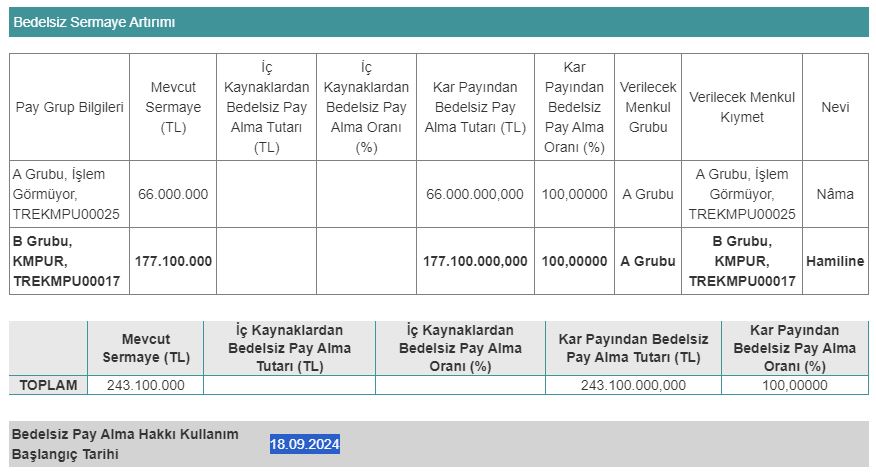 Bedelsiz Sermaye Artırımı
Pay Grup Bilgileri
Mevcut
Sermaye
(TL)
İç
Kaynaklardan
Bedelsiz Pay
Alma Tutarı
(TL)
İç
Kaynaklardan
Bedelsiz Pay
Alma Oranı
(%)
Kar Payından
Bedelsiz Pay
Alma Tutarı (TL)
Kar
Payından
Bedelsiz
Pay Alma
Oranı (%)
Verilecek
Menkul
Grubu
Verilecek Menkul
Kıymet
Nevi
A Grubu, İşlem
Görmüyor,
TREKMPU00025
66.000.000
66.000.000,000
100,00000
A Grubu
A Grubu, İşlem
Görmüyor,
TREKMPU00025
Nâma
B Grubu,
KMPUR,
TREKMPU00017
177.100.000
177.100.000,000
100,00000
A Grubu
B Grubu,
KMPUR,
TREKMPU00017
Hamiline
Mevcut
Sermaye (TL)
İç Kaynaklardan
Bedelsiz Pay Alma
Tutarı (TL)
İç Kaynaklardan
Bedelsiz Pay Alma
Oranı (%)
Kar Payından Bedelsiz
Pay Alma Tutarı (TL)
Kar Payından
Bedelsiz Pay Alma
Oranı (%)
TOPLAM
243.100.000
243.100.000,000
100,00000
Bedelsiz Pay Alma Hakkı Kullanım
Başlangıç Tarihi
18.09.2024